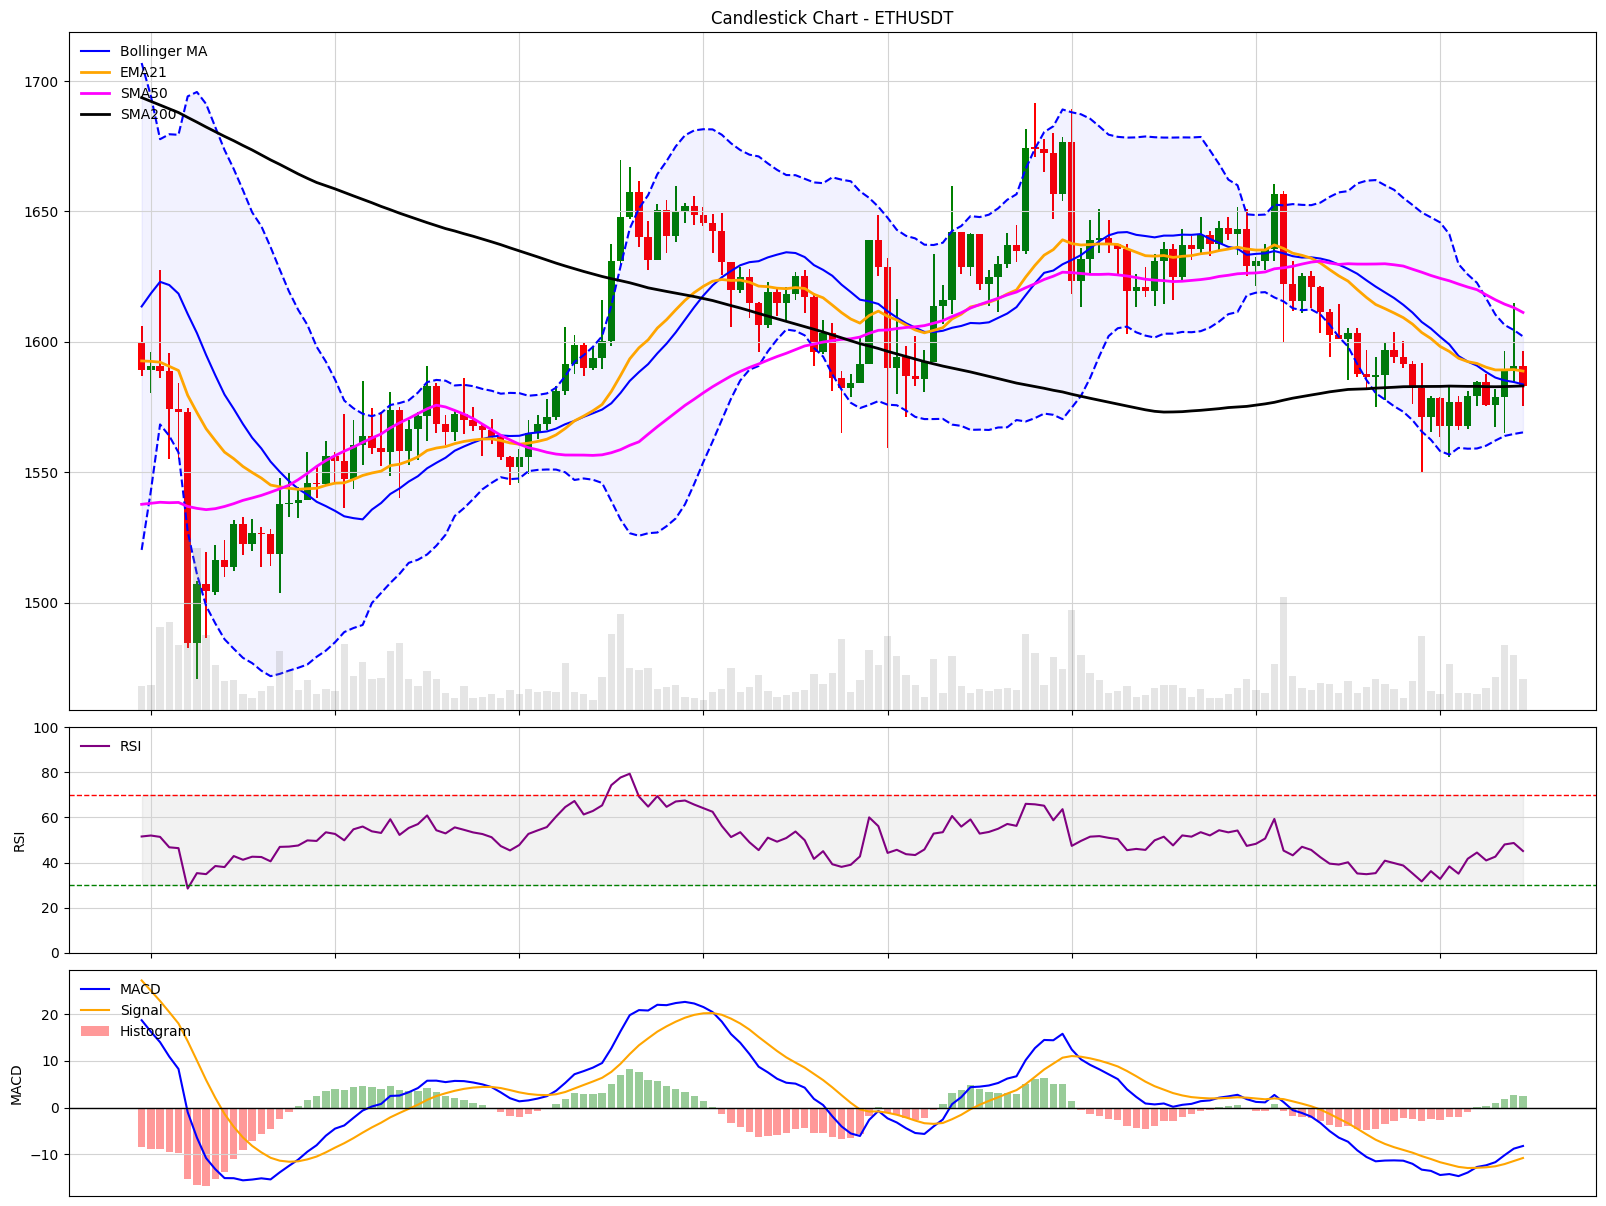 Candlestick Chart - ETHUSDT
Bollinger MA
EMA21
SMA50
SMA200
1700
1650
1600
1550
1500
RSI
100
80
60
40
20
0
RSI
MACD
Signal
Histogram
20
10
0
−10
MACD